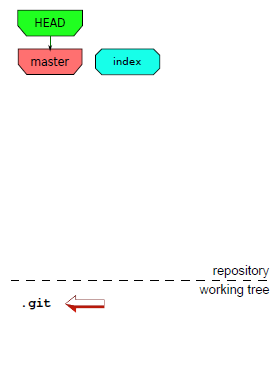 HEAD
master
index
repository
working tree
.git